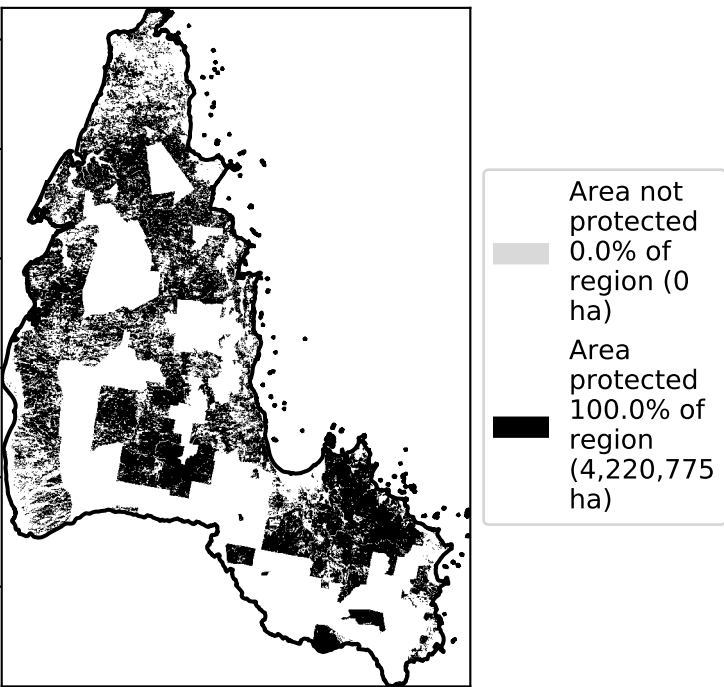 Area not
protected
0.0% of
region (0
ha)
Area
protected
100.0% of
region
(4,220,775
ha)